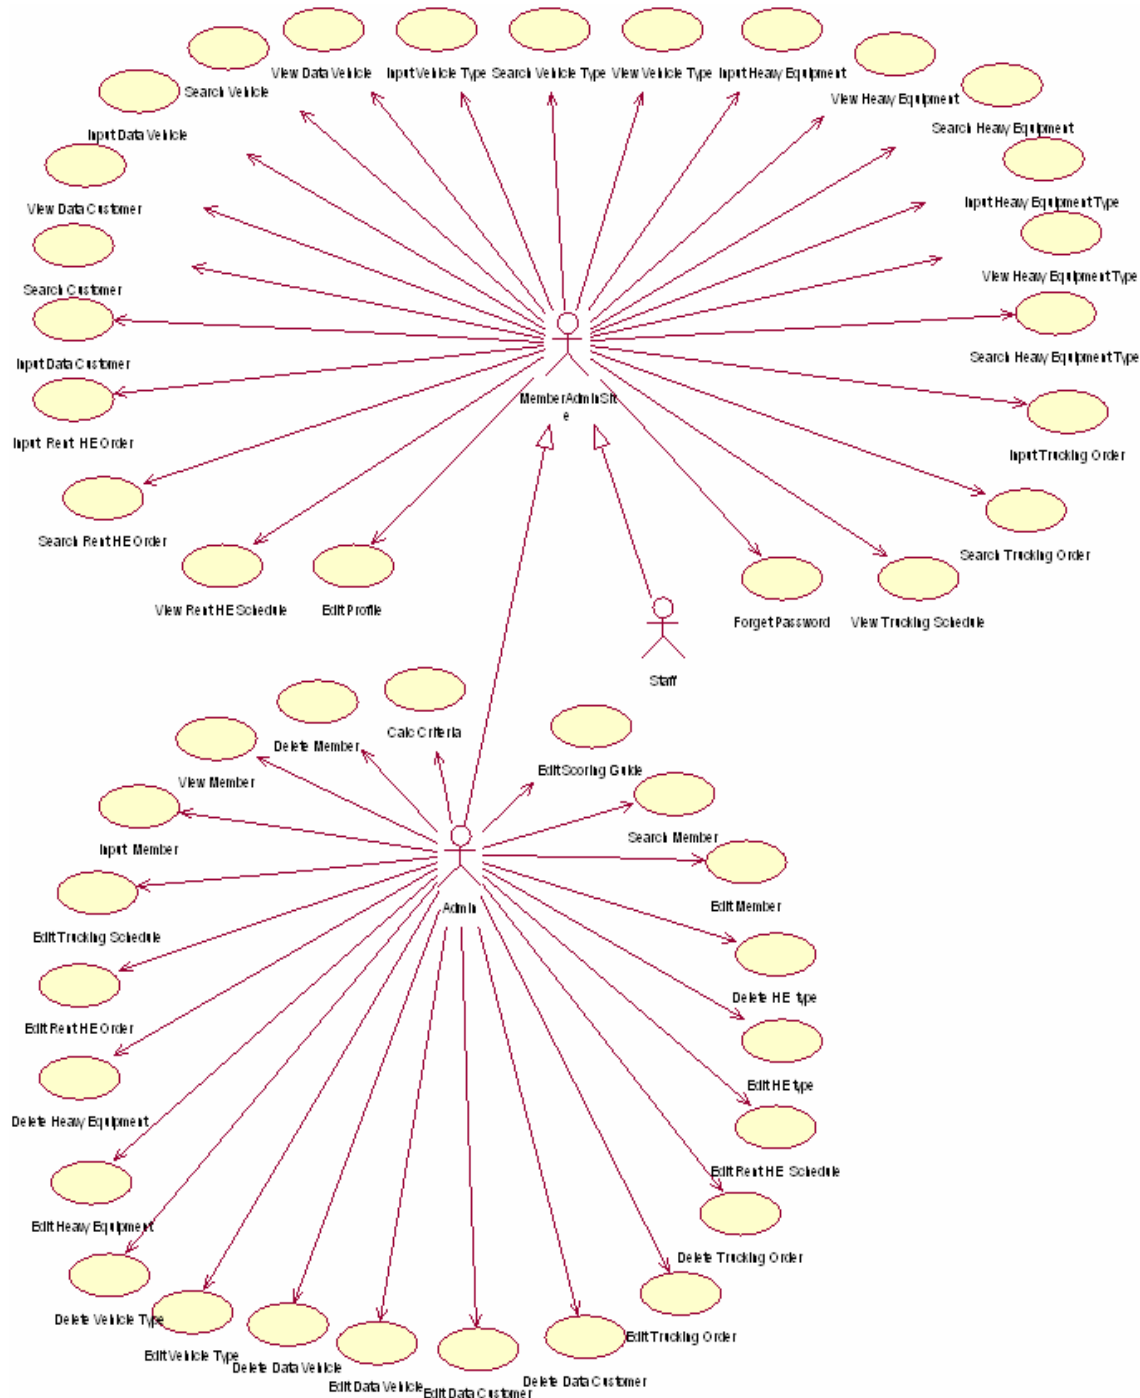 View Data Vehicle
Input Vehicle Type
Search Vehicle Type
View Vehicle Type
Input Heavy Equipment
Search Vehicle
View Heavy Equipment
Input Data Vehicle
Search Heavy Equipment
View Data Customer
Input Heavy Equipment Type
Search Customer
View Heavy Equipment Type
Input Data Customer
Search Heavy Equipment Type
MemberAdminSit
e
Input Rent HE Order
Input Trucking Order
Search Rent HE Order
Search Trucking Order
View Rent HE Schedule
Edit Profile
Forget Password
View Trucking Schedule
Staff
Calc Criteria
Delete Member
Edit Scoring Guide
View Member
Search Member
Input Member
Edit Member
Admin
Edit Trucking Schedule
Delete HE type
Edit Rent HE Order
Edit HE type
Delete Heavy Equipment
Edit Rent HE Schedule
Edit Heavy Equipment
Delete Trucking Order
Delete Vehicle Type
Edit Trucking Order
Edit Vehicle Type
Delete Data Vehicle
Delete Data Customer
Edit Data Vehicle
Edit Data Customer